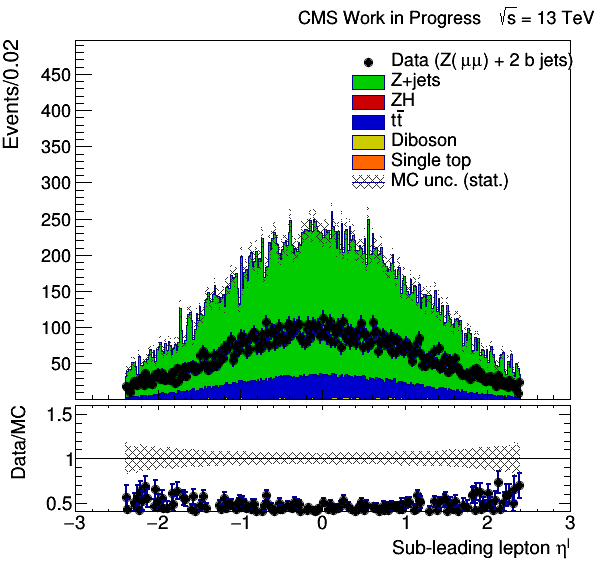 CMS Work in Progress √s = 13 TeV
Events/0.02
450
400
350
300
250
200
150
100
50
Data (Z( μμ) + 2 b jets)
Z+jets
ZH
tt̅
Diboson
Single top
MC unc. (stat.)
Data/MC
1.5
1
0.5
−3 −2 −1 0 1 2 3
Sub-leading lepton ηˡ